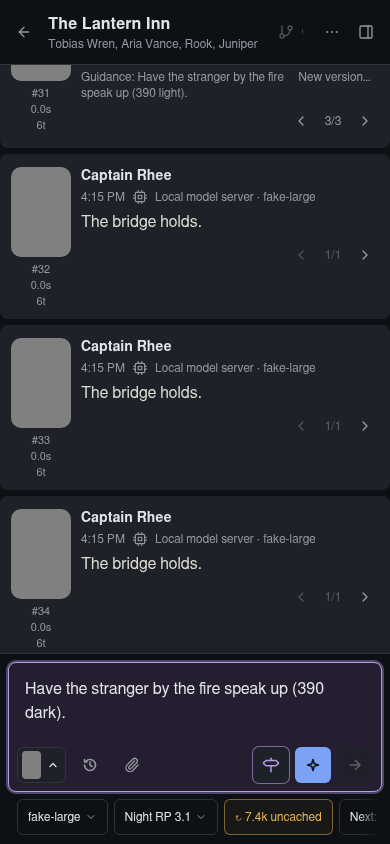 The Lantern Inn
Tobias Wren, Aria Vance, Rook, Juniper
#31
0.0s
6t
Guidance: Have the stranger by the fire
speak up (390 light).
New version...
3/3
Captain Rhee
4:15 PM Local model server · fake-large
The bridge holds.
#32
0.0s
6t
1/1
Captain Rhee
4:15 PM Local model server · fake-large
The bridge holds.
#33
0.0s
6t
1/1
Captain Rhee
4:15 PM Local model server · fake-large
The bridge holds.
#34
0.0s
6t
1/1
Have the stranger by the fire speak up (390
dark).
fake-large
Night RP 3.1
7.4k uncached
Next: